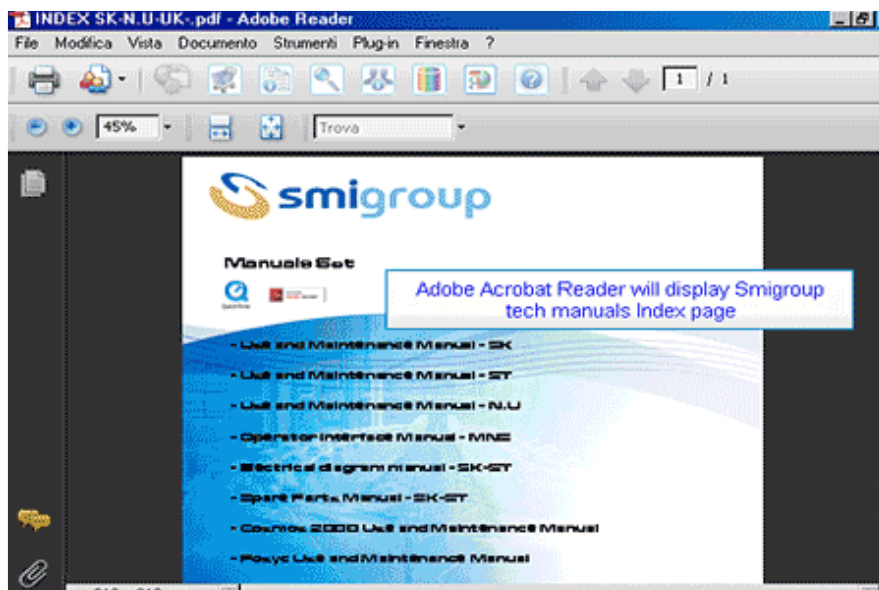 INDEX SK-N.U-UK-.pdf - Adobe Reader
File Modifica Vista Documento Strumenti Plug-in Finestra ?
1 / 1
45% Trova
smigroup
Manuals Set
Adobe Acrobat Reader will display Smigroup
tech manuals Index page
- Use and Maintenance Manual - SK
- Use and Maintenance Manual - ST
- Use and Maintenance Manual - N.U
- Operator Interface Manual - MNE
- Electrical diagram manual - SK-ST
- Spare Parts Manual - SK-ST
- Cosmos 2000 Use and Maintenance Manual
- Use and Maintenance Manual